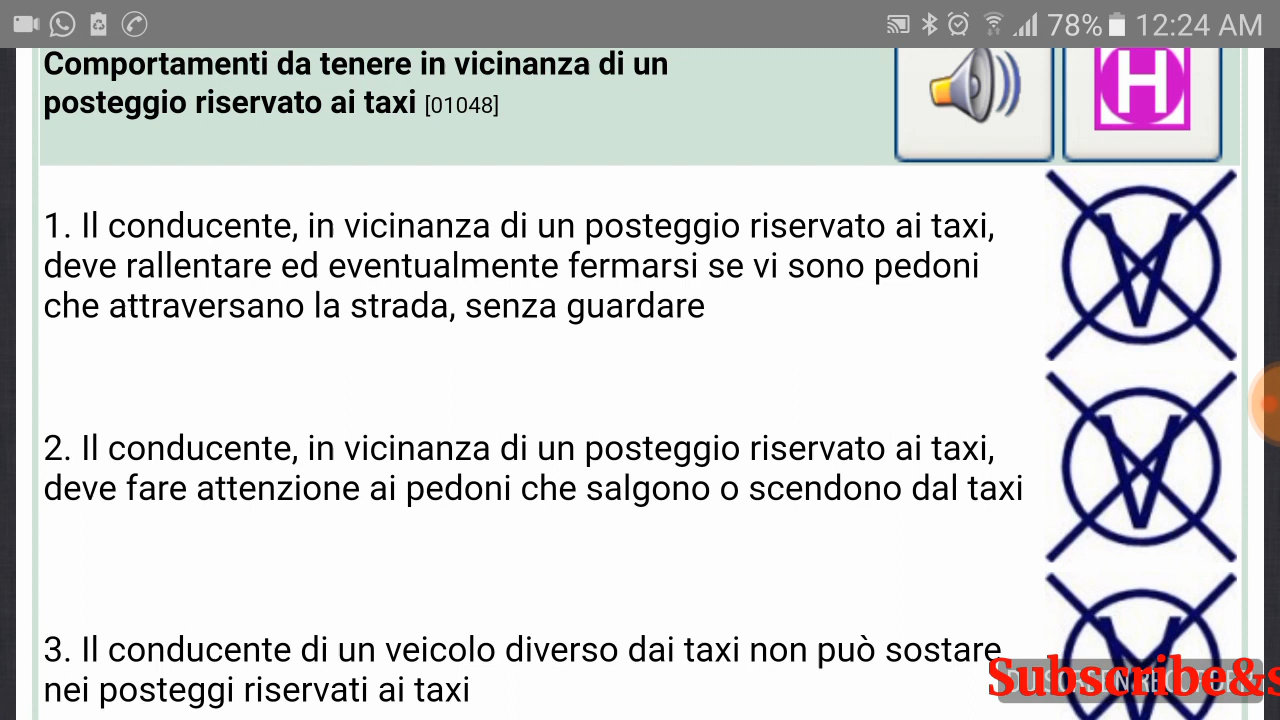 78% 12:24 AM
Comportamenti da tenere in vicinanza di un
posteggio riservato ai taxi [01048]
H
1. Il conducente, in vicinanza di un posteggio riservato ai taxi,
deve rallentare ed eventualmente fermarsi se vi sono pedoni
che attraversano la strada, senza guardare
V
2. Il conducente, in vicinanza di un posteggio riservato ai taxi,
deve fare attenzione ai pedoni che salgono o scendono dal taxi
V
3. Il conducente di un veicolo diverso dai taxi non può sostare
nei posteggi riservati ai taxi
V
Subscribe&s